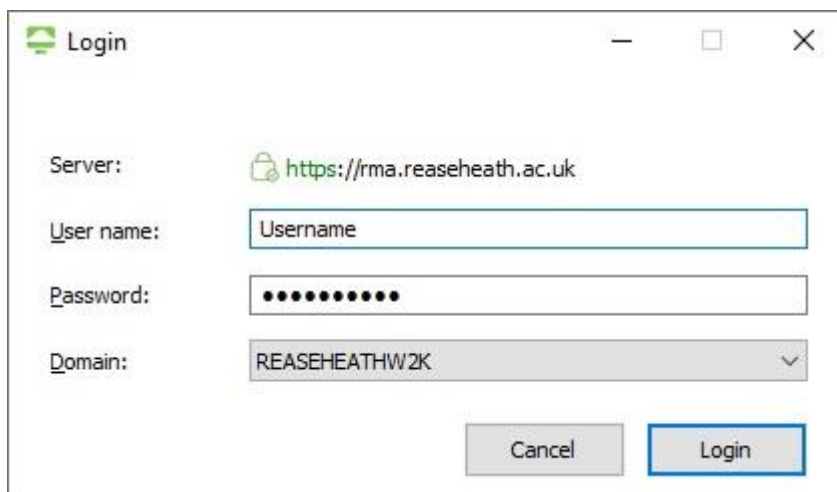 Login
Server: https://rma.reaseheath.ac.uk
User name: Username
Password: ••••••••••
Domain: REASEHEATHW2K
Cancel Login